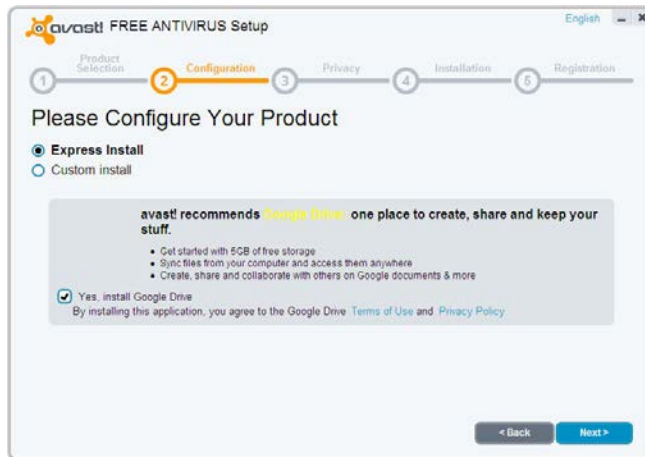 avast! FREE ANTIVIRUS Setup
English
Product
Selection
Configuration
Privacy
Installation
Registration
1
2
3
4
5
Please Configure Your Product
Express Install
Custom install
avast! recommends Google Drive: one place to create, share and keep your
stuff.
• Get started with 5GB of free storage
• Sync files from your computer and access them anywhere
• Create, share and collaborate with others on Google documents & more
Yes, install Google Drive
By installing this application, you agree to the Google Drive Terms of Use and Privacy Policy
< Back
Next >